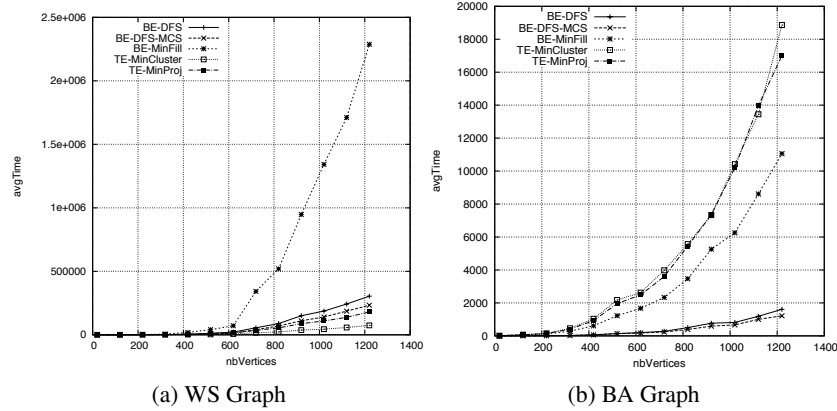 BE-DFS
BE-DFS-MCS
BE-MinFill
TE-MinCluster
TE-MinProj
2.5e+006
2e+006
1.5e+006
1e+006
500000
0
avgTime
0 200 400 600 800 1000 1200 1400
nbVertices
(a) WS Graph
BE-DFS
BE-DFS-MCS
BE-MinFill
TE-MinCluster
TE-MinProj
20000
18000
16000
14000
12000
10000
8000
6000
4000
2000
0
avgTime
0 200 400 600 800 1000 1200 1400
nbVertices
(b) BA Graph